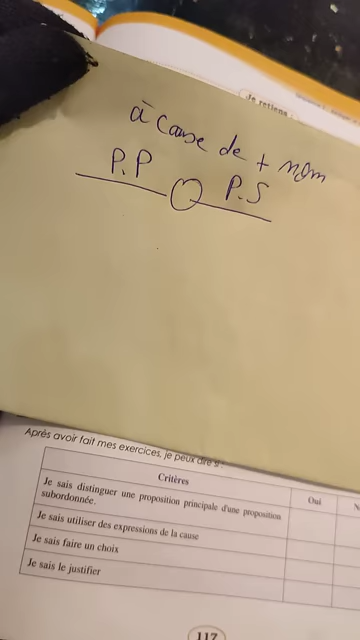 Je retiens
à cause de + nom
P.P P.S
Après avoir fait mes exercices, je peux dire si :
Critères
Oui
Je sais distinguer une proposition principale d'une proposition
subordonnée.
Je sais utiliser des expressions de la cause
Je sais faire un choix
Je sais le justifier
117